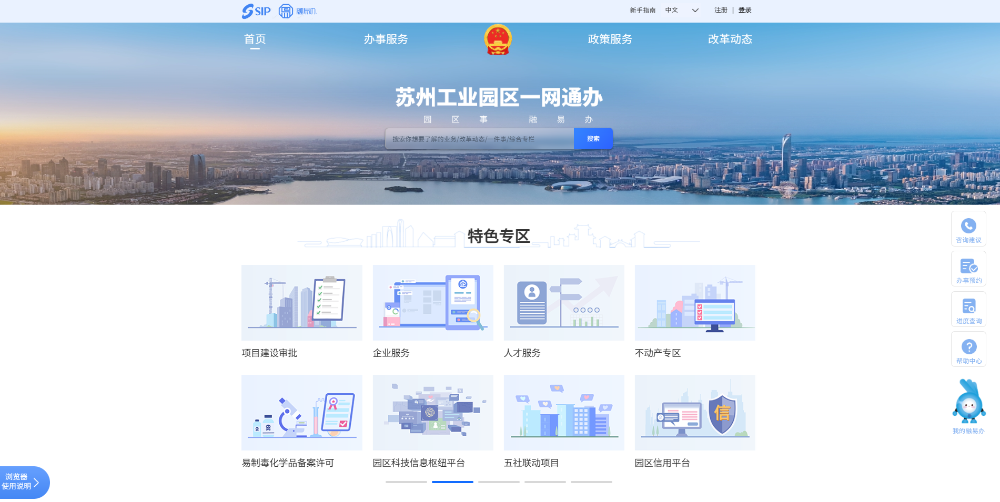 SIP 融易办
新手指南 中文 注册 | 登录
首页 办事服务 政策服务 改革动态
苏州工业园区一网通办
园区事 融易办
搜索你想要了解的业务/改革动态/一件事/综合专栏 搜索
特色专区
企
项目建设审批 企业服务 人才服务 不动产专区
信
易制毒化学品备案许可 园区科技信息枢纽平台 五社联动项目 园区信用平台
咨询建议
办事预约
进度查询
帮助中心
我的融易办
浏览器
使用说明